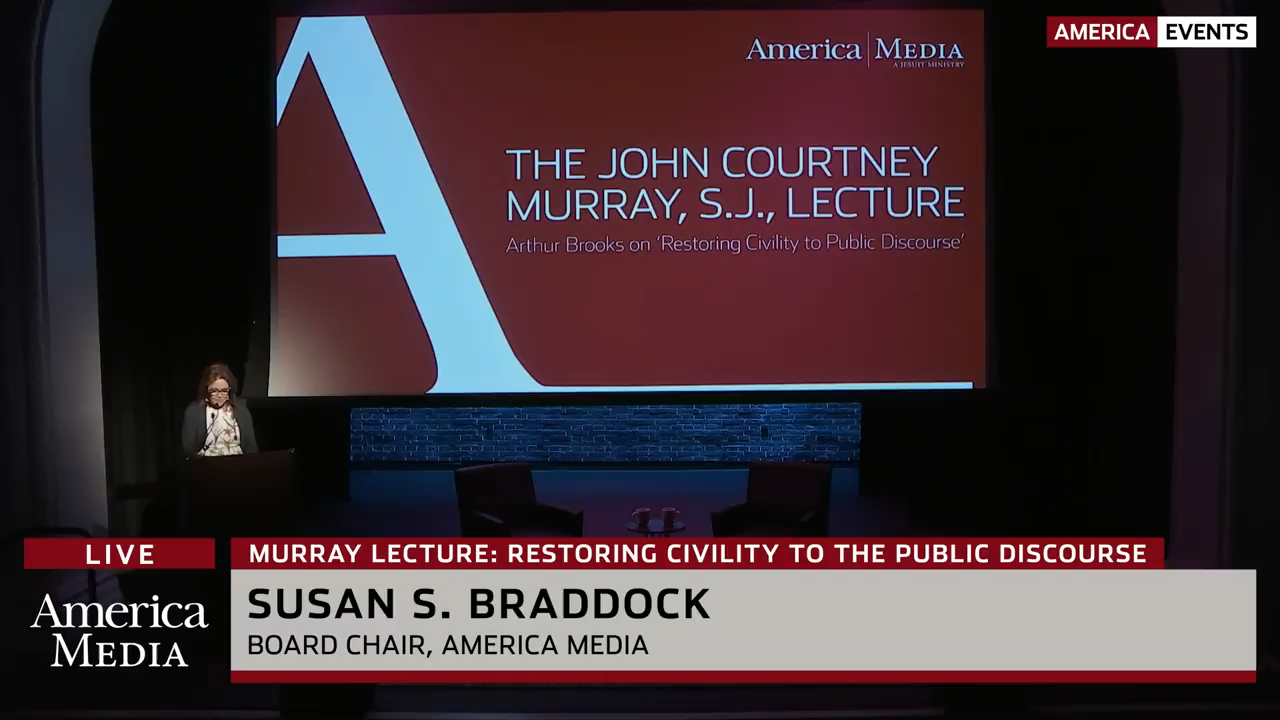 AMERICA EVENTS
America | MEDIA
A JESUIT MINISTRY
THE JOHN COURTNEY
MURRAY, S.J., LECTURE
Arthur Brooks on 'Restoring Civility to Public Discourse'
LIVE
MURRAY LECTURE: RESTORING CIVILITY TO THE PUBLIC DISCOURSE
America
MEDIA
SUSAN S. BRADDOCK
BOARD CHAIR, AMERICA MEDIA